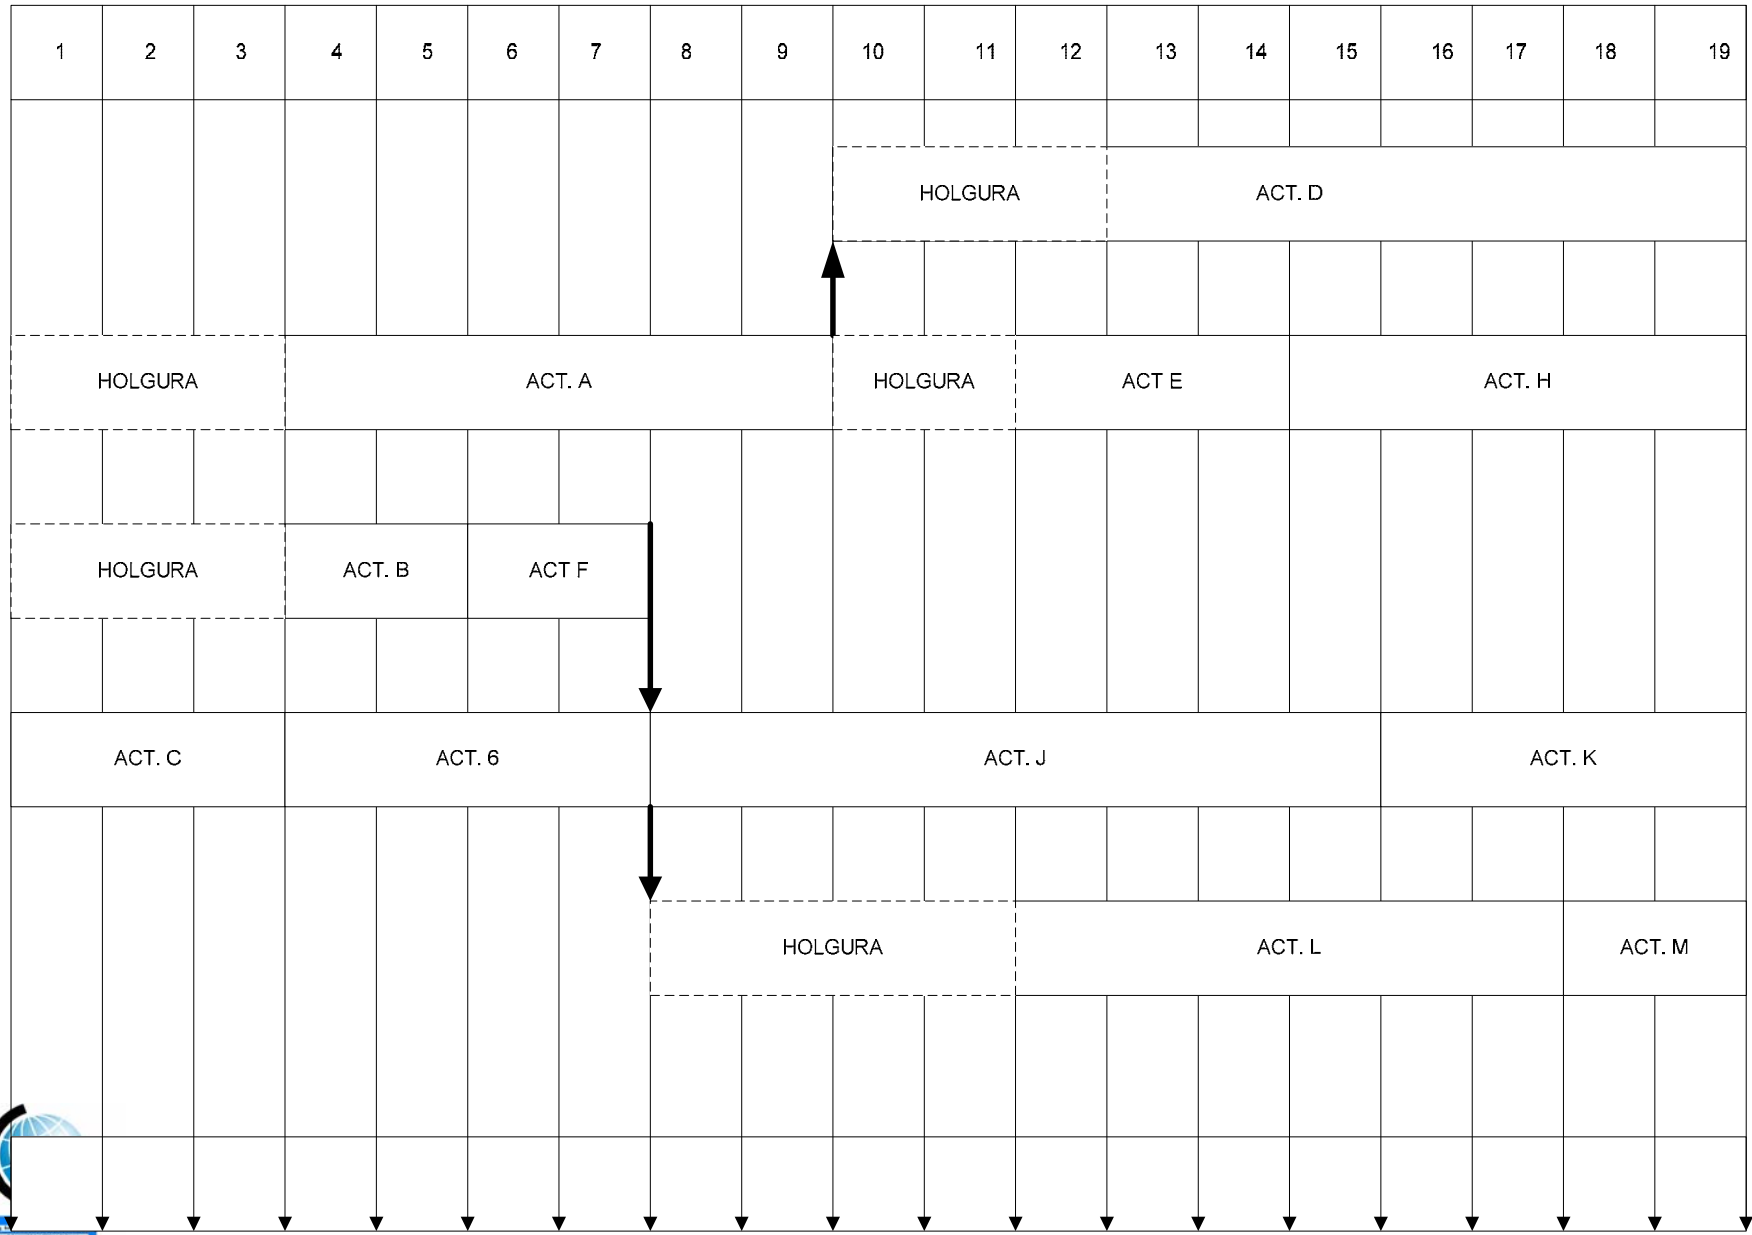 1 2 3 4 5 6 7 8 9 10 11 12 13 14 15 16 17 18 19
HOLGURA ACT. D
HOLGURA ACT. A HOLGURA ACT E ACT. H
HOLGURA ACT. B ACT F
ACT. C ACT. 6 ACT. J ACT. K
HOLGURA ACT. L ACT. M